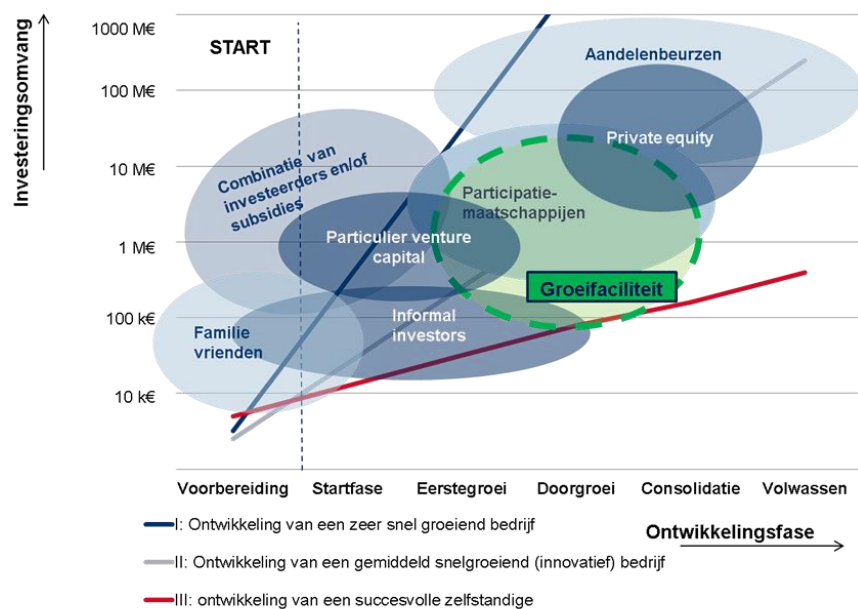 Investeringsomvang
1000 M€
100 M€
10 M€
1 M€
100 k€
10 k€
START
Aandelenbeurzen
Private equity
Combinatie van
investeerders en/of
subsidies
Participatie-
maatschappijen
Particulier venture
capital
Groeifaciliteit
Informal
investors
Familie
vrienden
Voorbereiding
Startfase
Eerstegroei
Doorgroei
Consolidatie
Volwassen
I: Ontwikkeling van een zeer snel groeiend bedrijf
II: Ontwikkeling van een gemiddeld snelgroeiend (innovatief) bedrijf
III: ontwikkeling van een succesvolle zelfstandige
Ontwikkelingsfase